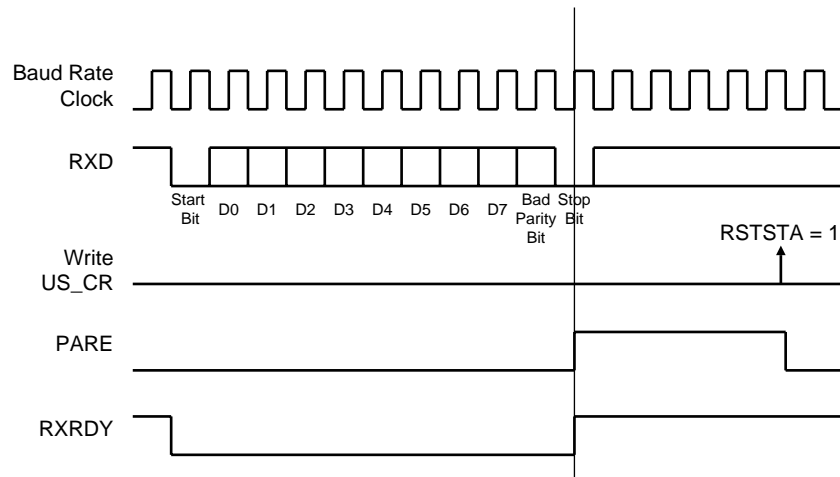 Baud Rate
Clock
RXD
Start
Bit
D0 D1 D2 D3 D4 D5 D6 D7
Bad
Parity
Bit
Stop
Bit
RSTSTA = 1
Write
US_CR
PARE
RXRDY